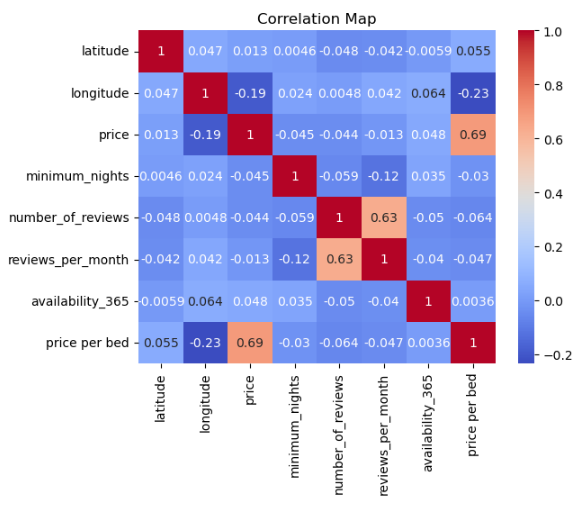 Correlation Map
latitude 1 0.047 0.013 0.0046 -0.048 -0.042 -0.0059 0.055
longitude 0.047 1 -0.19 0.024 0.0048 0.042 0.064 -0.23
price 0.013 -0.19 1 -0.045 -0.044 -0.013 0.048 0.69
minimum_nights 0.0046 0.024 -0.045 1 -0.059 -0.12 0.035 -0.03
number_of_reviews -0.048 0.0048 -0.044 -0.059 1 0.63 -0.05 -0.064
reviews_per_month -0.042 0.042 -0.013 -0.12 0.63 1 -0.04 -0.047
availability_365 -0.0059 0.064 0.048 0.035 -0.05 -0.04 1 0.0036
price per bed 0.055 -0.23 0.69 -0.03 -0.064 -0.047 0.0036 1
latitude
longitude
price
minimum_nights
number_of_reviews
reviews_per_month
availability_365
price per bed
1.0
0.8
0.6
0.4
0.2
0.0
−0.2